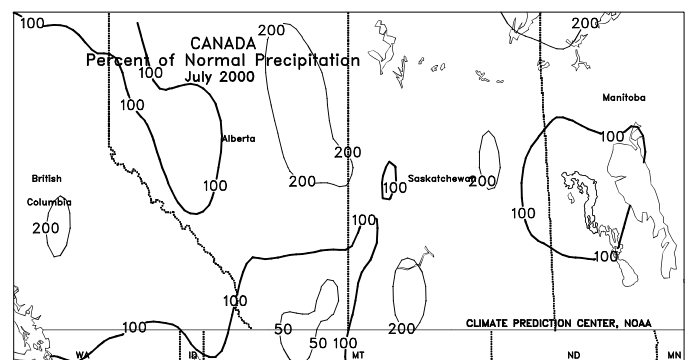 100
200
200
CANADA
Percent of Normal Precipitation
100
July 2000
100
Manitoba
Alberta
100
200
British
200
100
100
Saskatchewan
200
Columbia
100
100
200
100
100
100
50
50
100
200
CLIMATE PREDICTION CENTER, NOAA
WA
ID
MT
ND
MN